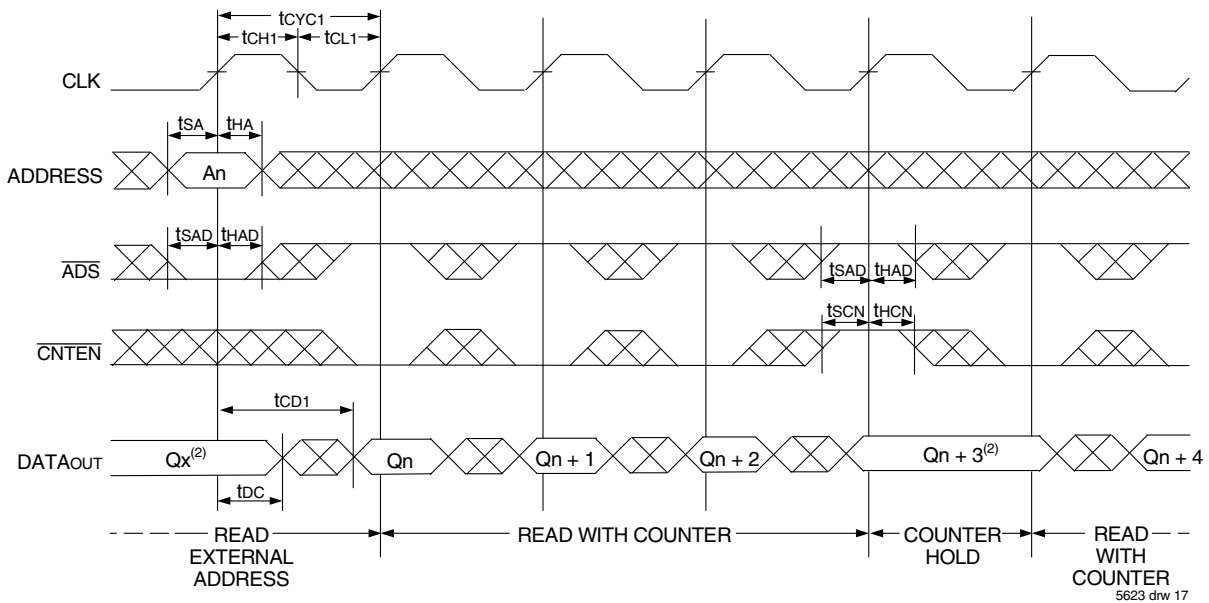 tCYC1
tCH1 tCL1
CLK
tSA tHA
ADDRESS An
tSAD tHAD
ADS
tSAD tHAD
tSCN tHCN
CNTEN
tCD1
DATAOUT Qx(2) Qn Qn + 1 Qn + 2 Qn + 3(2) Qn + 4
tDC
READ EXTERNAL ADDRESS
READ WITH COUNTER
COUNTER HOLD
READ WITH COUNTER
5623 drw 17